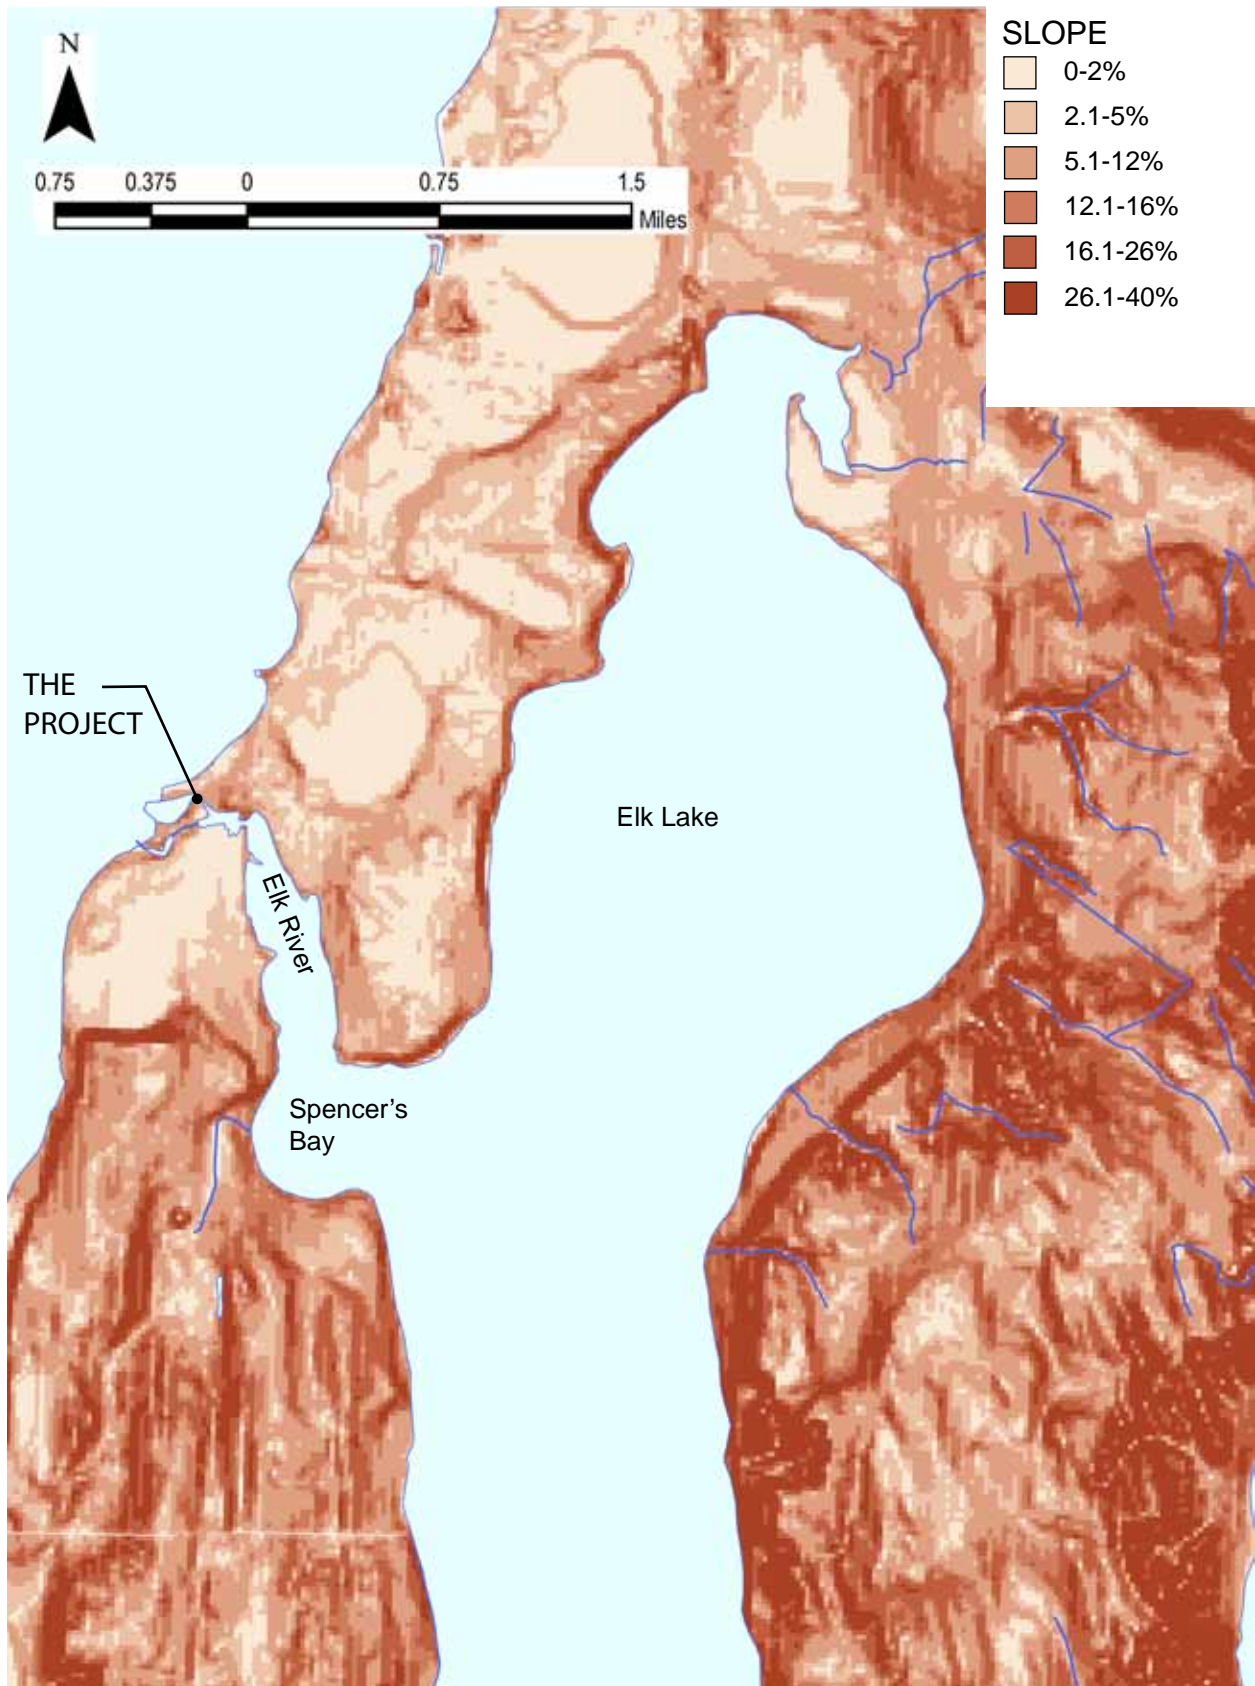 N
0.75 0.375 0 0.75 1.5
Miles
SLOPE
0-2%
2.1-5%
5.1-12%
12.1-16%
16.1-26%
26.1-40%
THE
PROJECT
Elk Lake
Elk River
Spencer's
Bay